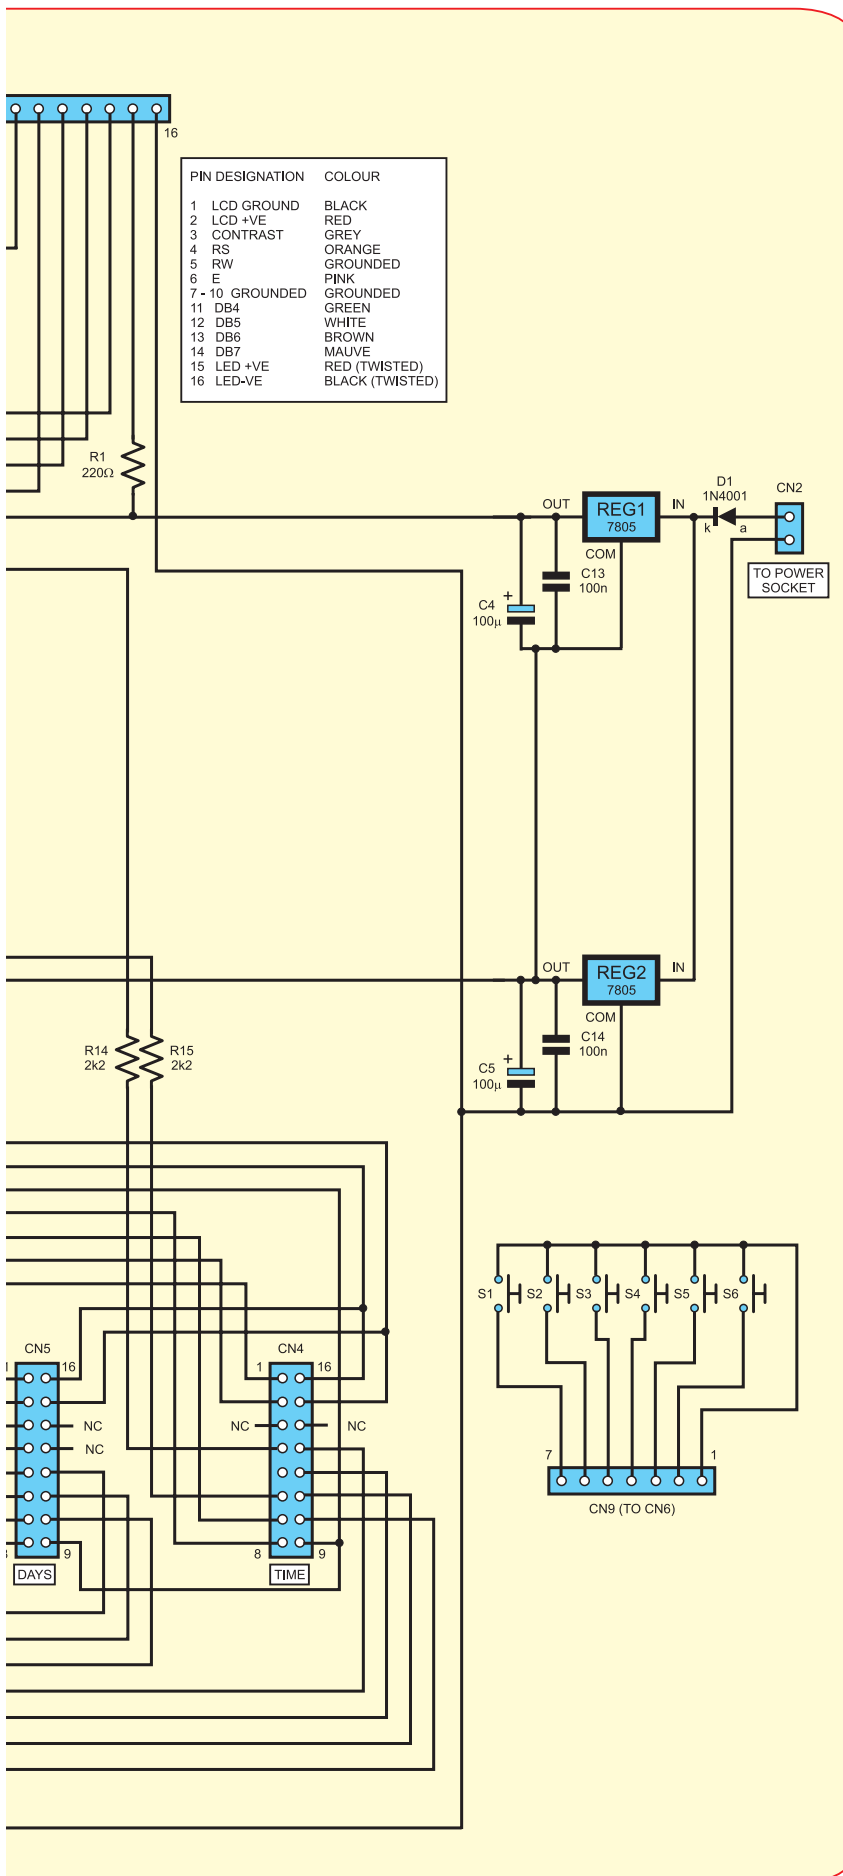 16
PIN DESIGNATION COLOUR
1 LCD GROUND BLACK
2 LCD +VE RED
3 CONTRAST GREY
4 RS ORANGE
5 RW GROUNDED
6 E PINK
7 - 10 GROUNDED GROUNDED
11 DB4 GREEN
12 DB5 WHITE
13 DB6 BROWN
14 DB7 MAUVE
15 LED +VE RED (TWISTED)
16 LED-VE BLACK (TWISTED)
R1
220Ω
OUT
REG1
7805
IN
COM
D1
1N4001
k
a
CN2
TO POWER
SOCKET
C13
100n
+
C4
100µ
OUT
REG2
7805
IN
COM
C14
100n
+
C5
100µ
R14
2k2
R15
2k2
S1
S2
S3
S4
S5
S6
CN5
16
NC
NC
9
DAYS
CN4
1
16
NC
NC
8
9
TIME
7
1
CN9 (TO CN6)